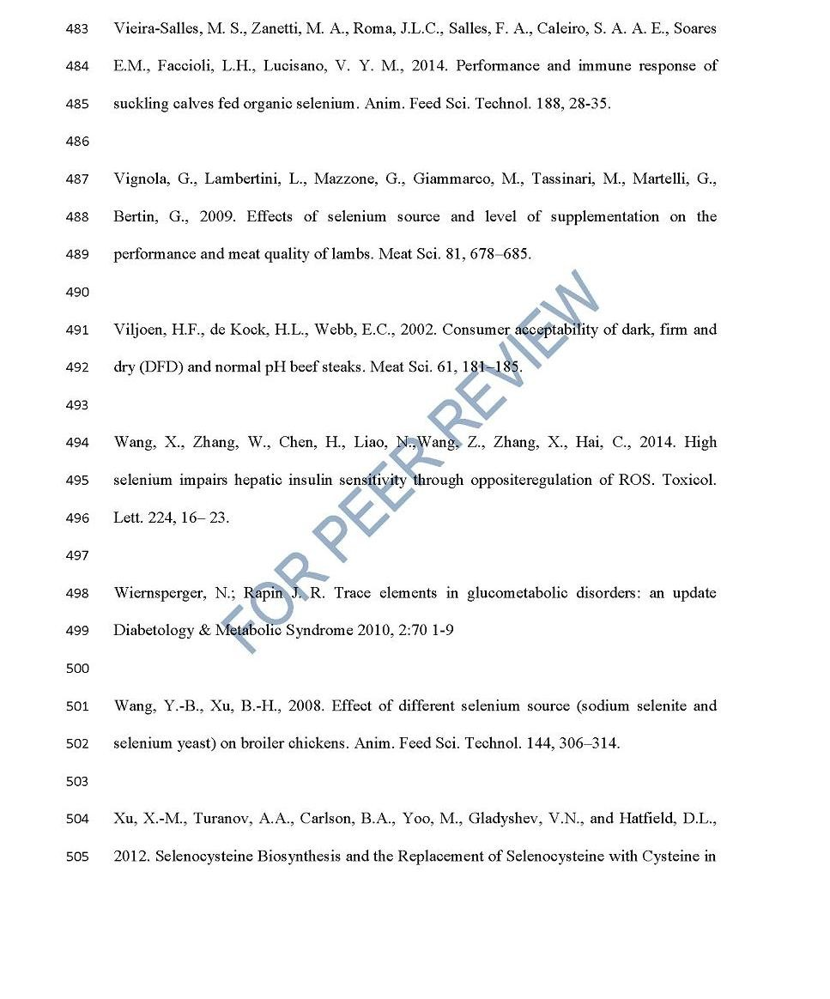 483 Vieira-Salles, M. S., Zanetti, M. A., Roma, J.L.C., Salles, F. A., Caleiro, S. A. A. E., Soares
484 E.M., Faccioli, L.H., Lucisano, V. Y. M., 2014. Performance and immune response of
485 suckling calves fed organic selenium. Anim. Feed Sci. Technol. 188, 28-35.
486
487 Vignola, G., Lambertini, L., Mazzone, G., Giammarco, M., Tassinari, M., Martelli, G.,
488 Bertin, G., 2009. Effects of selenium source and level of supplementation on the
489 performance and meat quality of lambs. Meat Sci. 81, 678–685.
490
491 Viljoen, H.F., de Kock, H.L., Webb, E.C., 2002. Consumer acceptability of dark, firm and
492 dry (DFD) and normal pH beef steaks. Meat Sci. 61, 181–185.
493
494 Wang, X., Zhang, W., Chen, H., Liao, N.,Wang, Z., Zhang, X., Hai, C., 2014. High
495 selenium impairs hepatic insulin sensitivity through oppositeregulation of ROS. Toxicol.
496 Lett. 224, 16– 23.
497
498 Wiernsperger, N.; Rapin J. R. Trace elements in glucometabolic disorders: an update
499 Diabetology & Metabolic Syndrome 2010, 2:70 1-9
500
501 Wang, Y.-B., Xu, B.-H., 2008. Effect of different selenium source (sodium selenite and
502 selenium yeast) on broiler chickens. Anim. Feed Sci. Technol. 144, 306–314.
503
504 Xu, X.-M., Turanov, A.A., Carlson, B.A., Yoo, M., Gladyshev, V.N., and Hatfield, D.L.,
505 2012. Selenocysteine Biosynthesis and the Replacement of Selenocysteine with Cysteine in
FOR PEER REVIEW